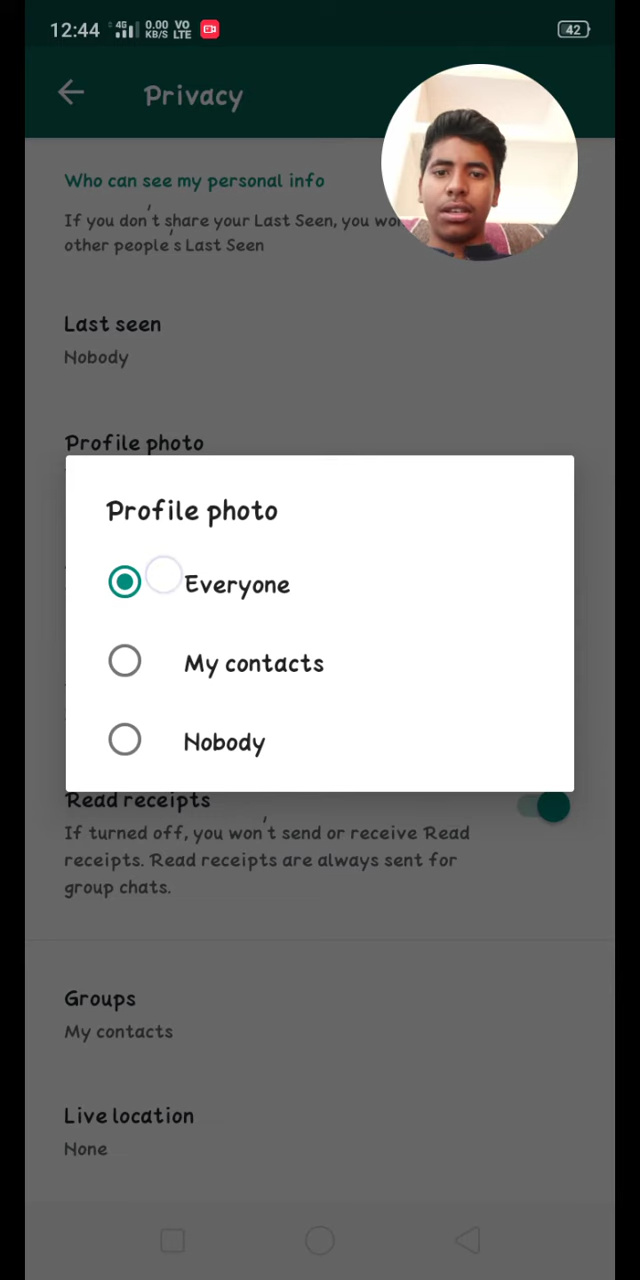 12:44 4G 0.00 KB/S VO LTE 42
Privacy
Who can see my personal info
If you don't share your Last Seen, you
other people's Last Seen
Last seen
Nobody
Profile photo
Profile photo
Everyone
My contacts
Nobody
Read receipts
If turned off, you won't send or receive Read
receipts. Read receipts are always sent for
group chats.
Groups
My contacts
Live location
None